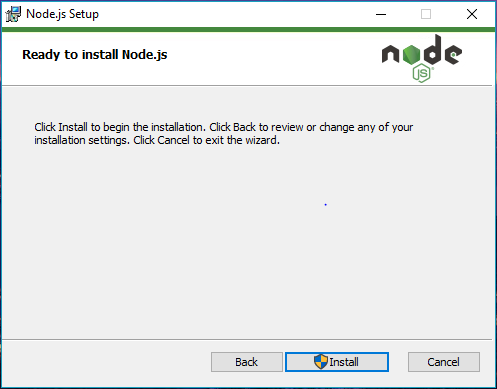 Node.js Setup
Ready to install Node.js
node
JS
Click Install to begin the installation. Click Back to review or change any of your
installation settings. Click Cancel to exit the wizard.
Back
Install
Cancel